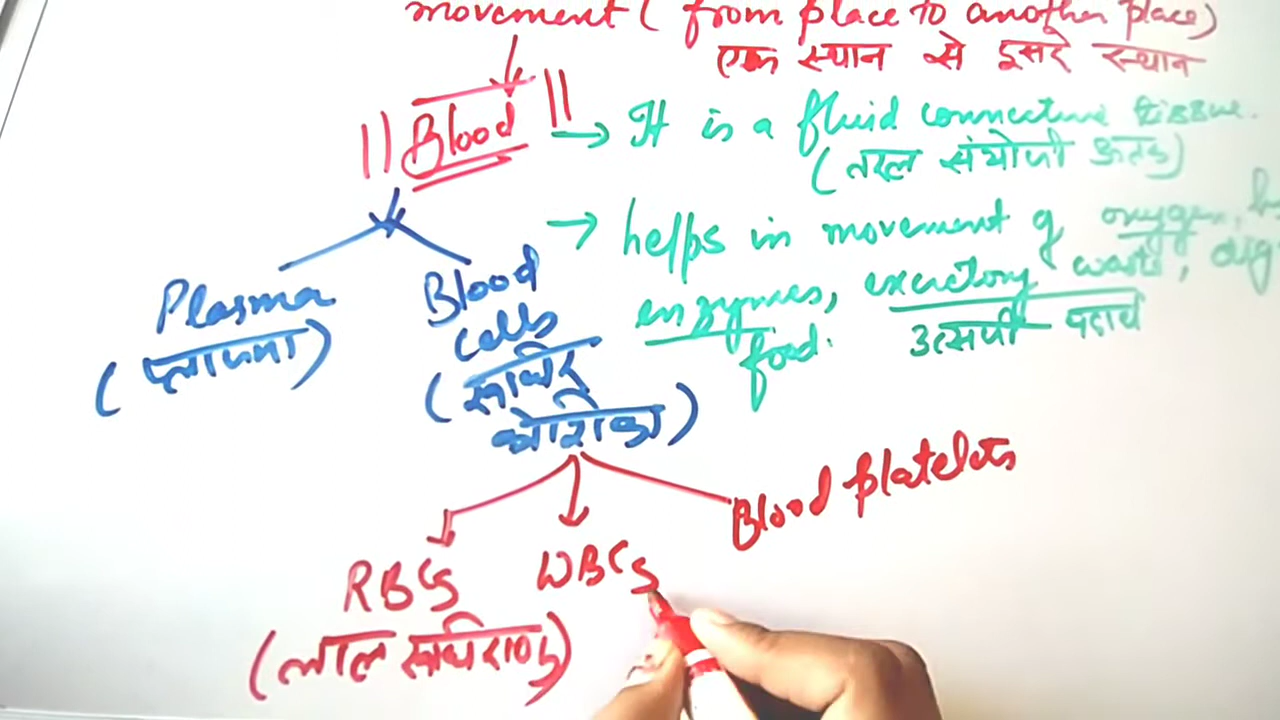 movement ( from place to another place)
एक स्थान से दूसरे स्थान
Blood
→ It is a fluid connective tissue.
(तरल संयोजी ऊतक)
→ helps in movement of oxygen,
enzymes, excretory waste,
food. उत्सर्जी पदार्थ
Plasma
(प्लाज्मा)
Blood
cells
(रूधिर
कोशिका)
RBCs
(लाल रूधिराणु)
WBCs
Blood platelets